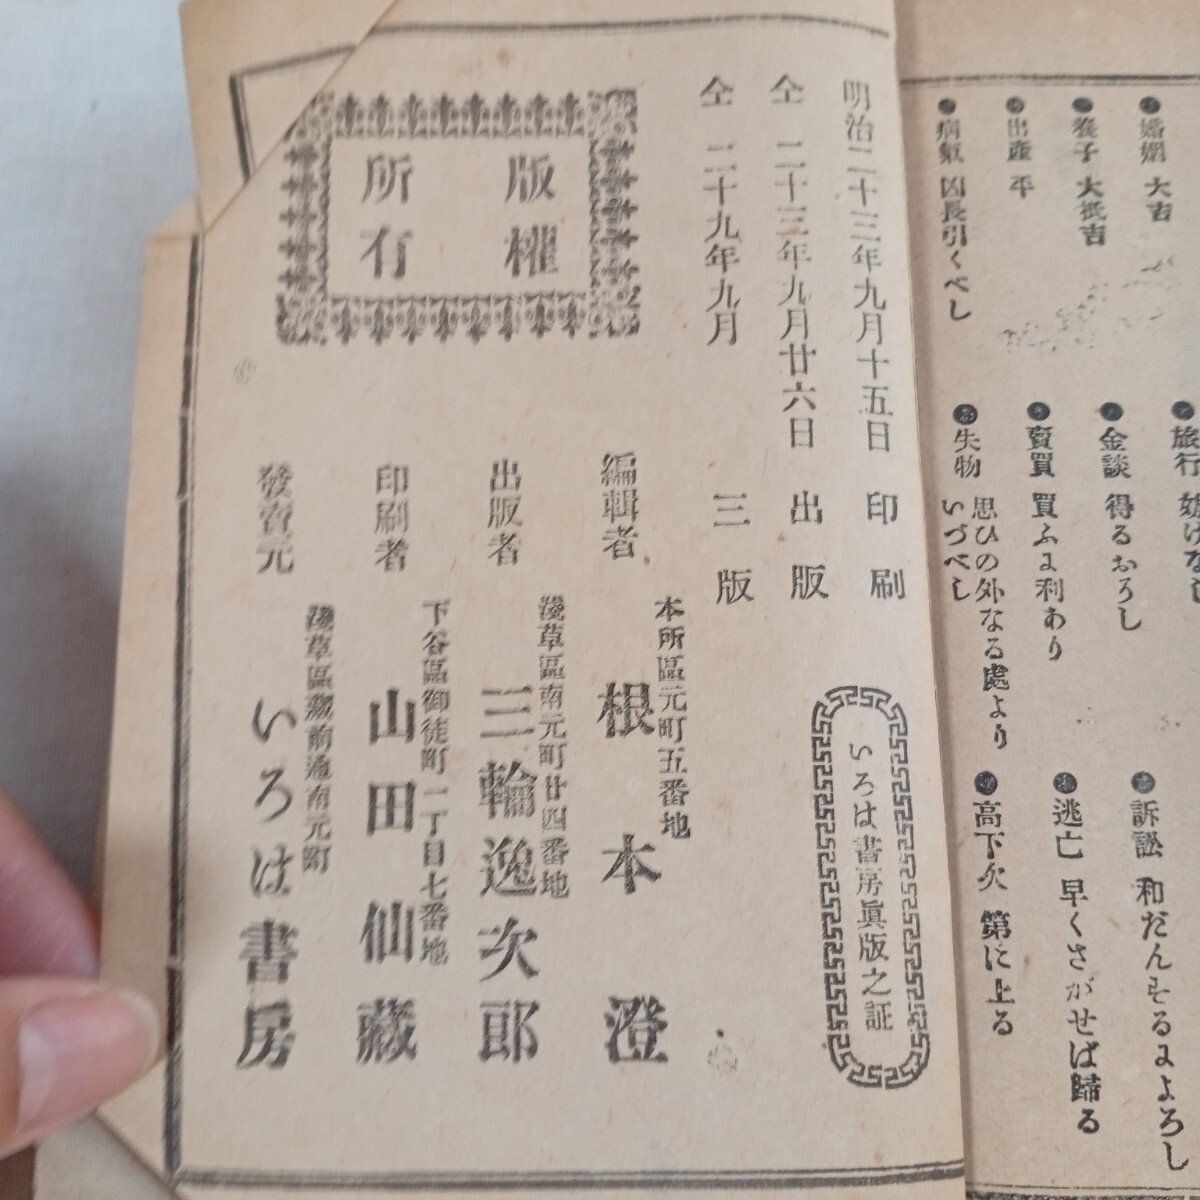 婚姻 大吉
養子 大抵吉
出産 平
病氣 凶長引くべし
旅行 妨げなし
金談 得るおろし
賣買 買ふに利あり
失物 思ひの外なる處より
いづべし
訴訟 和だんするによろし
逃亡 早くさがせば歸る
高下欠 第に上る
明治二十三年九月十五日 印刷
仝 二十三年九月廿六日 出版
仝 二十九年九月 三版
いろは書房眞版之証
版權
所有
本所區元町五番地
編輯者 根本澄
淺草區南元町廿四番地
出版者 三輪逸次郎
下谷區御徒町一丁目七番地
印刷者 山田仙藏
淺草區藏前通南元町
發賣元 いろは書房